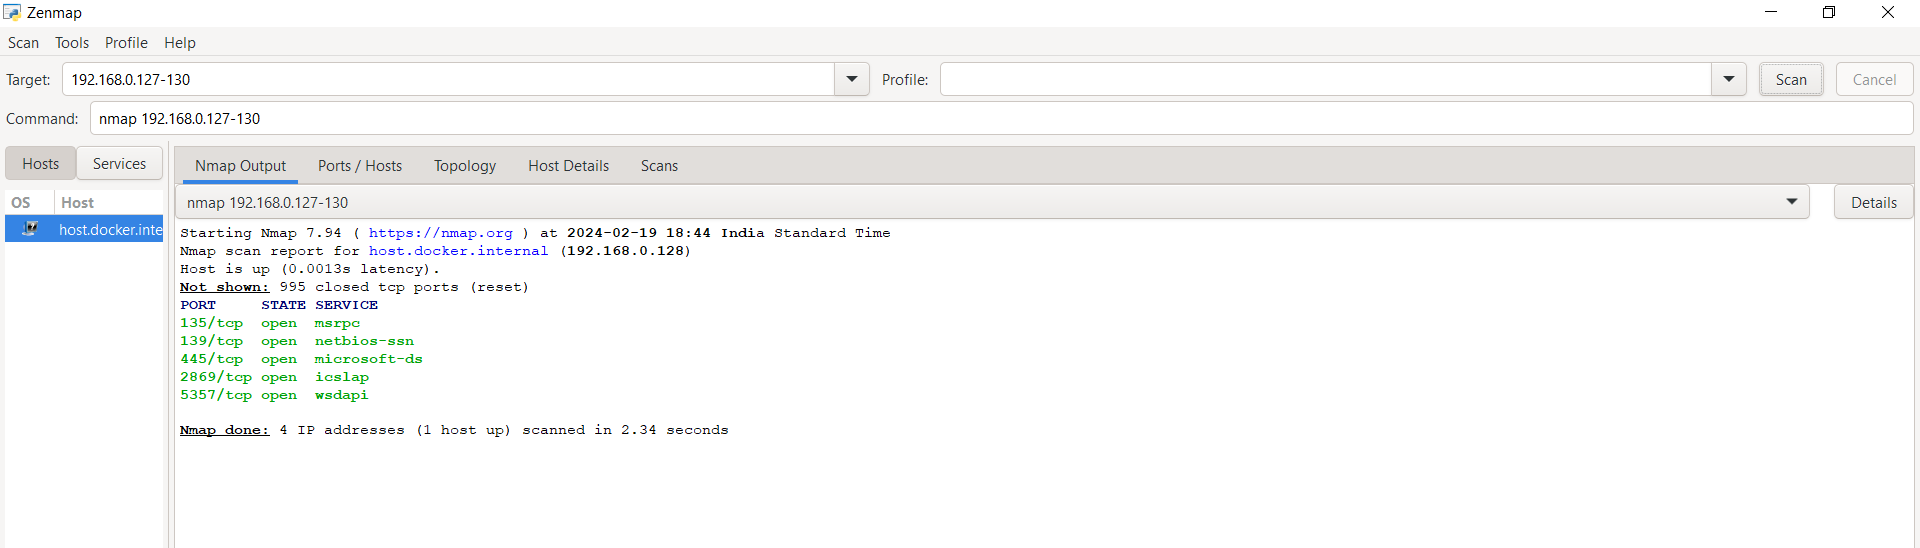 Zenmap
Scan Tools Profile Help
Target: 192.168.0.127-130 Profile: Scan Cancel
Command: nmap 192.168.0.127-130
Hosts Services Nmap Output Ports / Hosts Topology Host Details Scans
OS Host nmap 192.168.0.127-130 Details
host.docker.inte
Starting Nmap 7.94 ( https://nmap.org ) at 2024-02-19 18:44 India Standard Time
Nmap scan report for host.docker.internal (192.168.0.128)
Host is up (0.0013s latency).
Not shown: 995 closed tcp ports (reset)
PORT STATE SERVICE
135/tcp open msrpc
139/tcp open netbios-ssn
445/tcp open microsoft-ds
2869/tcp open icslap
5357/tcp open wsdapi
Nmap done: 4 IP addresses (1 host up) scanned in 2.34 seconds